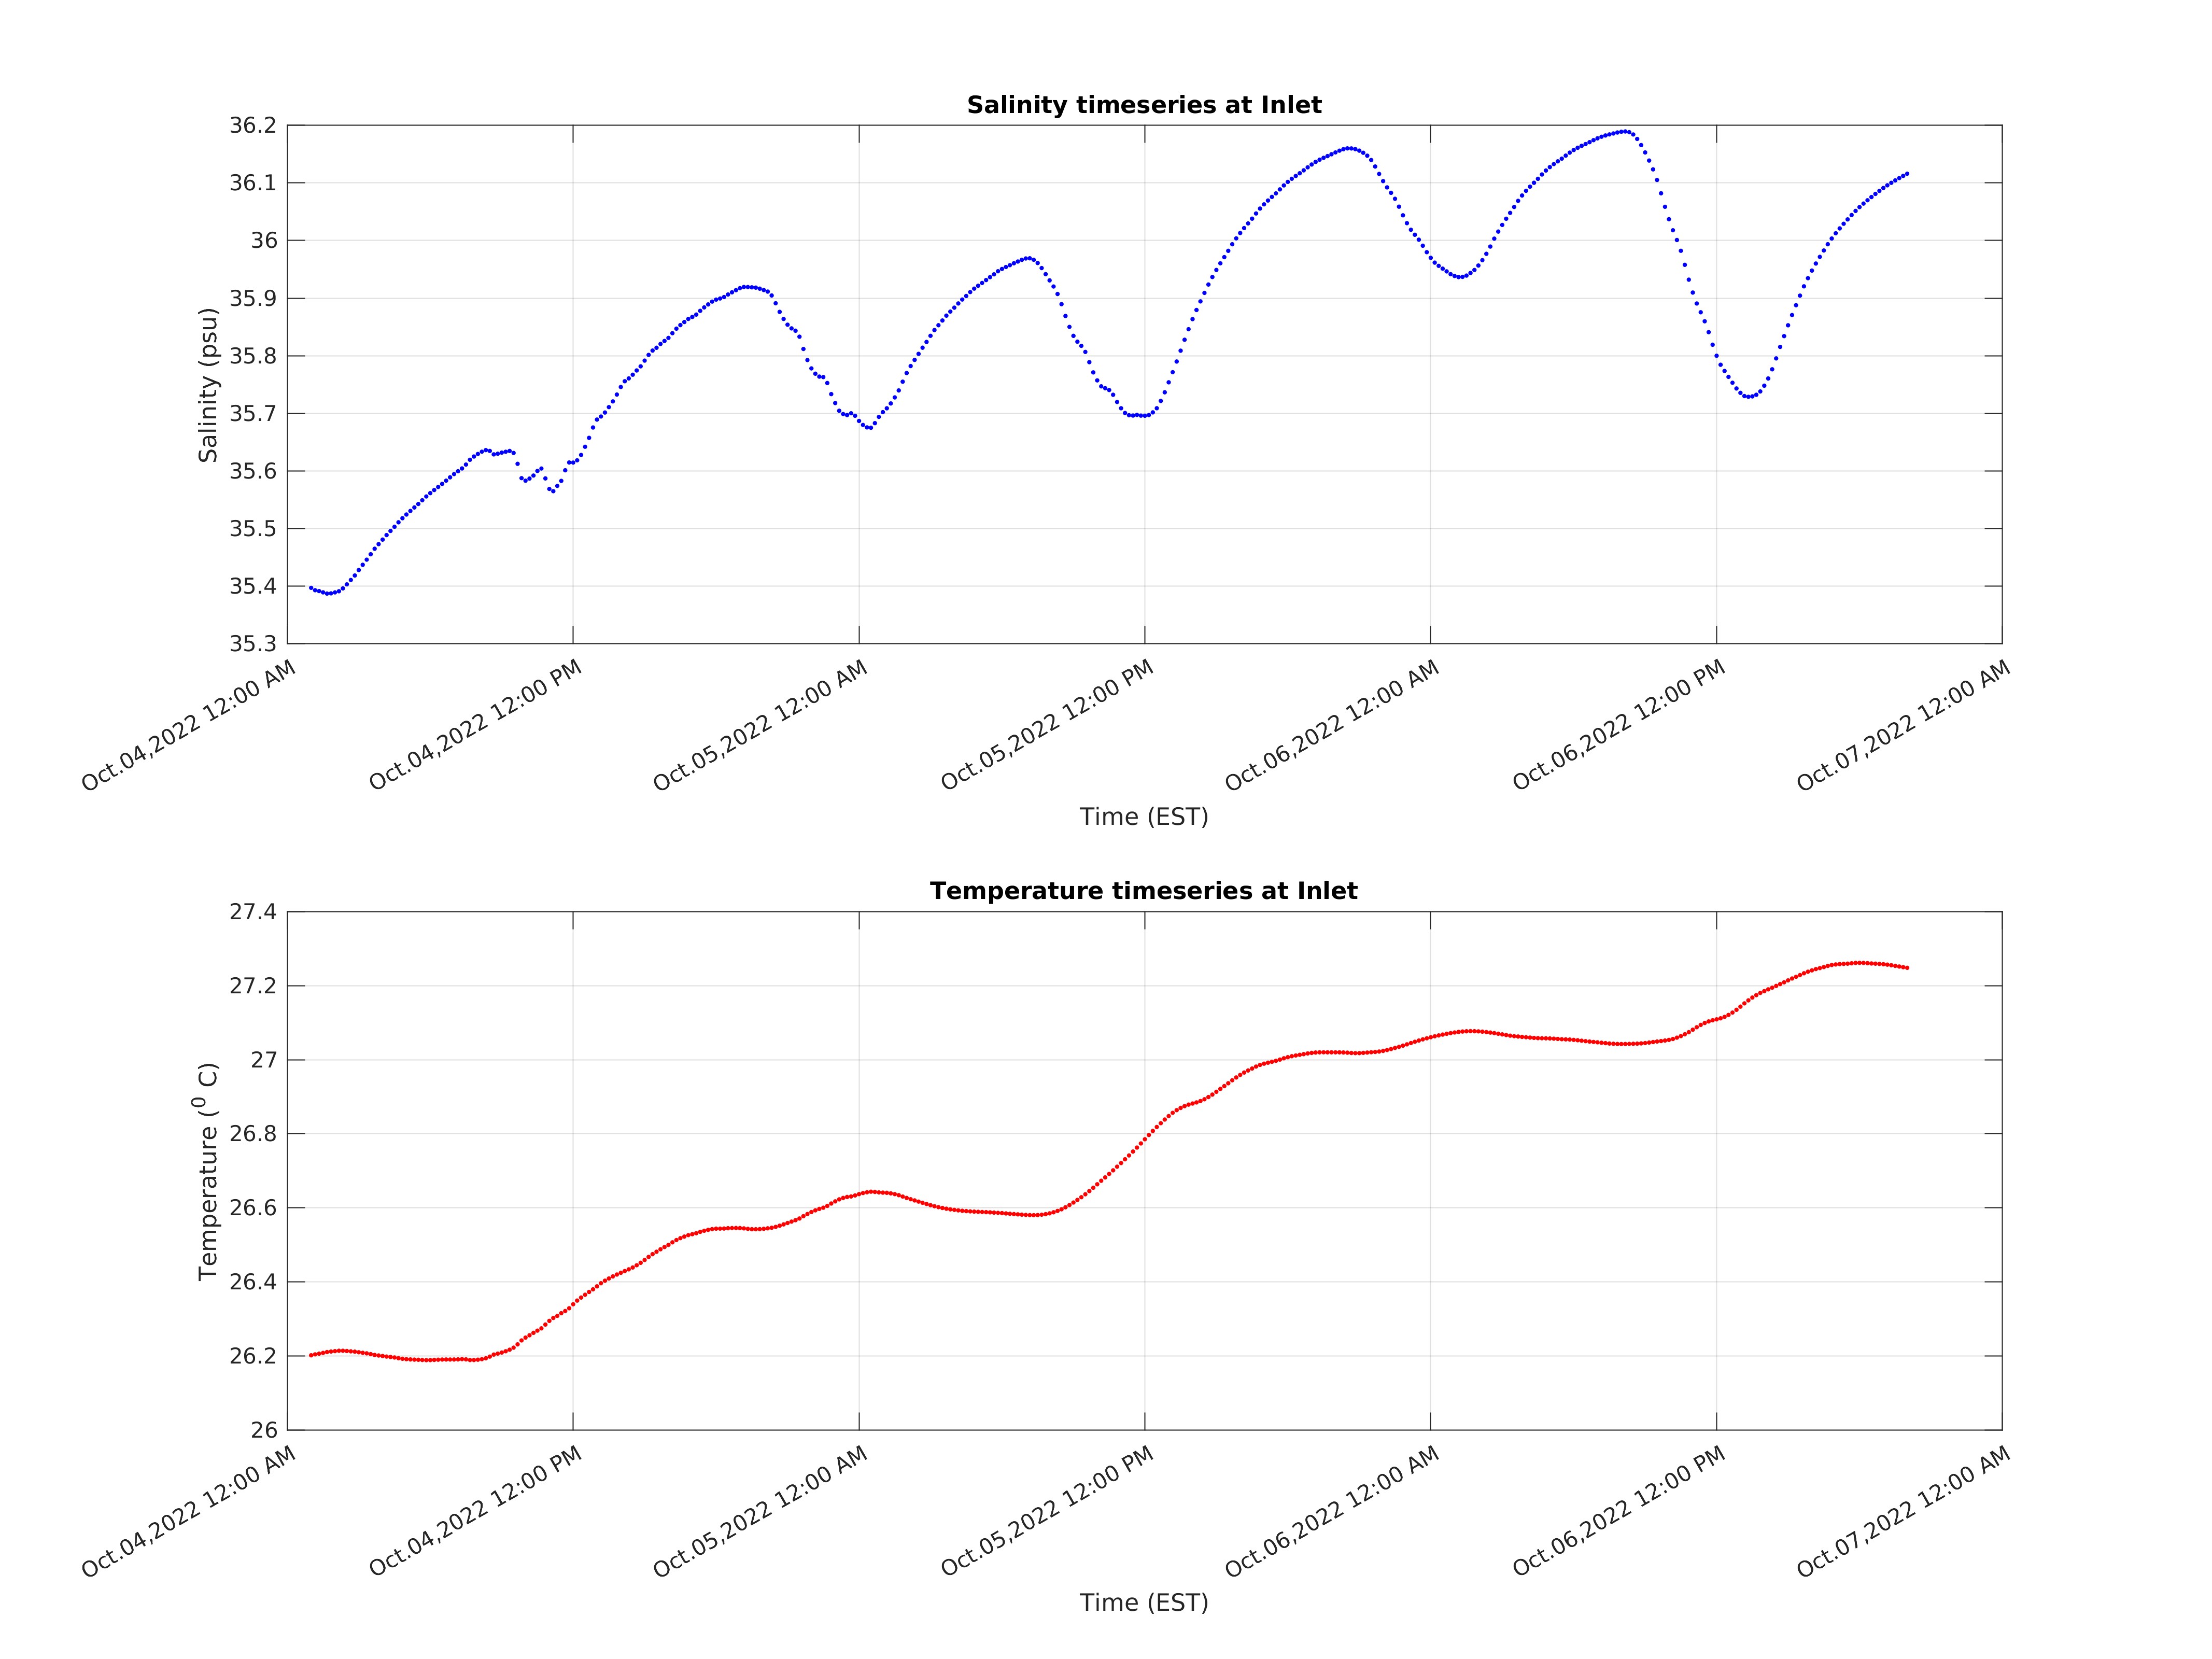 Salinity timeseries at Inlet
36.2
36.1
36
35.9
35.8
35.7
35.6
35.5
35.4
35.3
Salinity (psu)
Oct.04,2022 12:00 AM
Oct.04,2022 12:00 PM
Oct.05,2022 12:00 AM
Oct.05,2022 12:00 PM
Oct.06,2022 12:00 AM
Oct.06,2022 12:00 PM
Oct.07,2022 12:00 AM
Time (EST)
Temperature timeseries at Inlet
27.4
27.2
27
26.8
26.6
26.4
26.2
26
Temperature (⁰ C)
Oct.04,2022 12:00 AM
Oct.04,2022 12:00 PM
Oct.05,2022 12:00 AM
Oct.05,2022 12:00 PM
Oct.06,2022 12:00 AM
Oct.06,2022 12:00 PM
Oct.07,2022 12:00 AM
Time (EST)